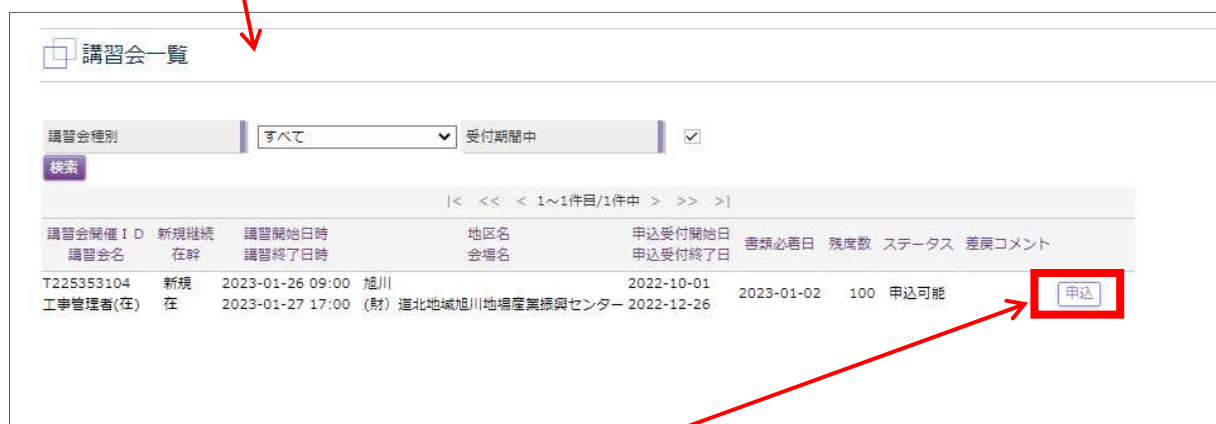 講習会一覧
講習会種別 すべて 受付期間中
検索
|< << < 1～1件目/1件中 > >> >|
講習会開催ＩＤ 新規継続 講習開始日時 地区名 申込受付開始日 書類必着日 残度数 ステータス 差戻コメント
講習会名 在幹 講習終了日時 会場名 申込受付終了日
T225353104 新規 2023-01-26 09:00 旭川 2022-10-01 2023-01-02 100 申込可能 申込
工事管理者(在) 在 2023-01-27 17:00 (財）道北地域旭川地場産業振興センター 2022-12-26